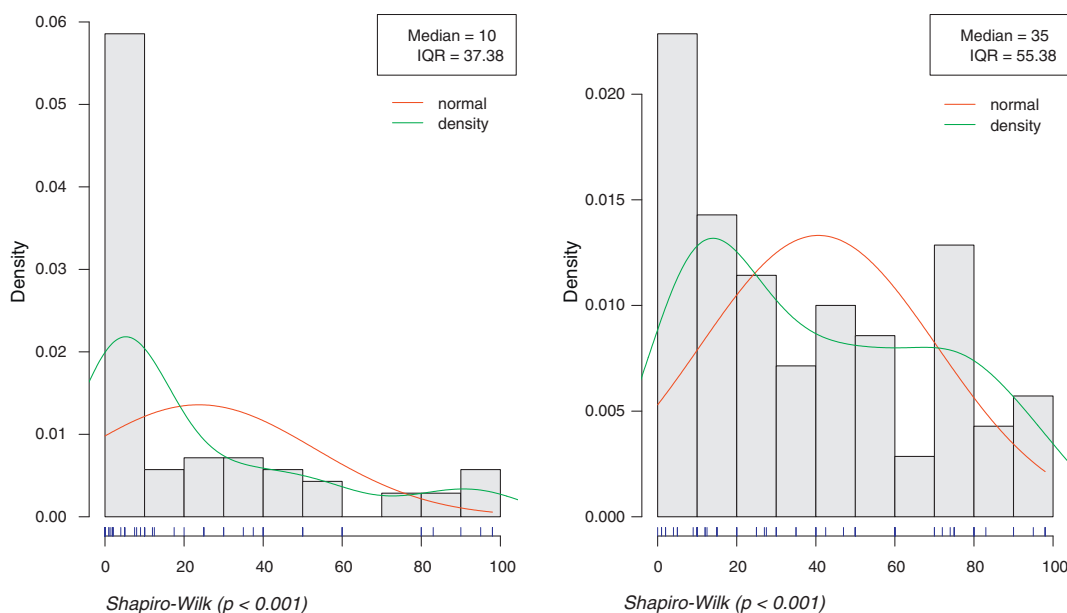 Median = 10
IQR = 37.38
normal
density
0.06
0.05
0.04
0.03
0.02
0.01
0.00
Density
0 20 40 60 80 100
Shapiro-Wilk (p < 0.001)
Median = 35
IQR = 55.38
normal
density
0.020
0.015
0.010
0.005
0.000
Density
0 20 40 60 80 100
Shapiro-Wilk (p < 0.001)